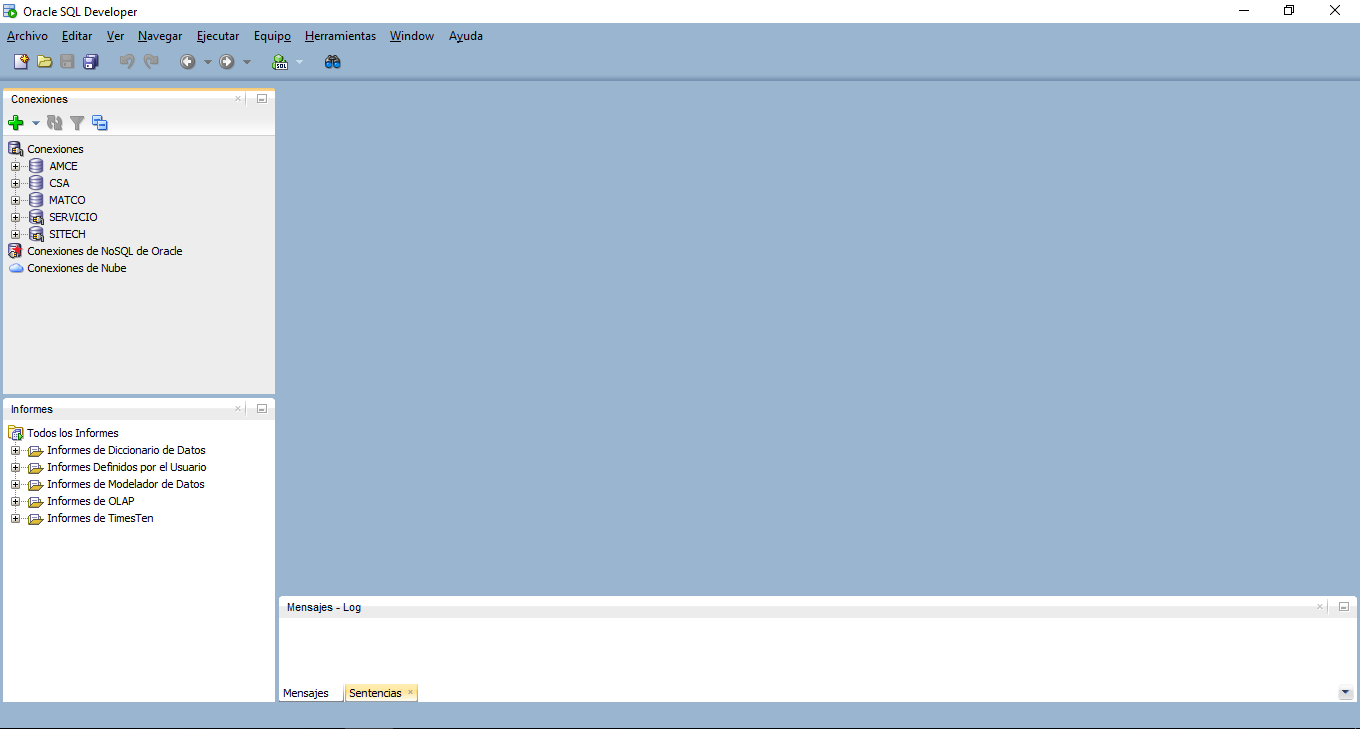 Oracle SQL Developer
Archivo Editar Ver Navegar Ejecutar Equipo Herramientas Window Ayuda
SQL
Conexiones
Conexiones
AMCE
CSA
MATCO
SERVICIO
SITECH
Conexiones de NoSQL de Oracle
Conexiones de Nube
Informes
Todos los Informes
Informes de Diccionario de Datos
Informes Definidos por el Usuario
Informes de Modelador de Datos
Informes de OLAP
Informes de TimesTen
Mensajes - Log
Mensajes Sentencias